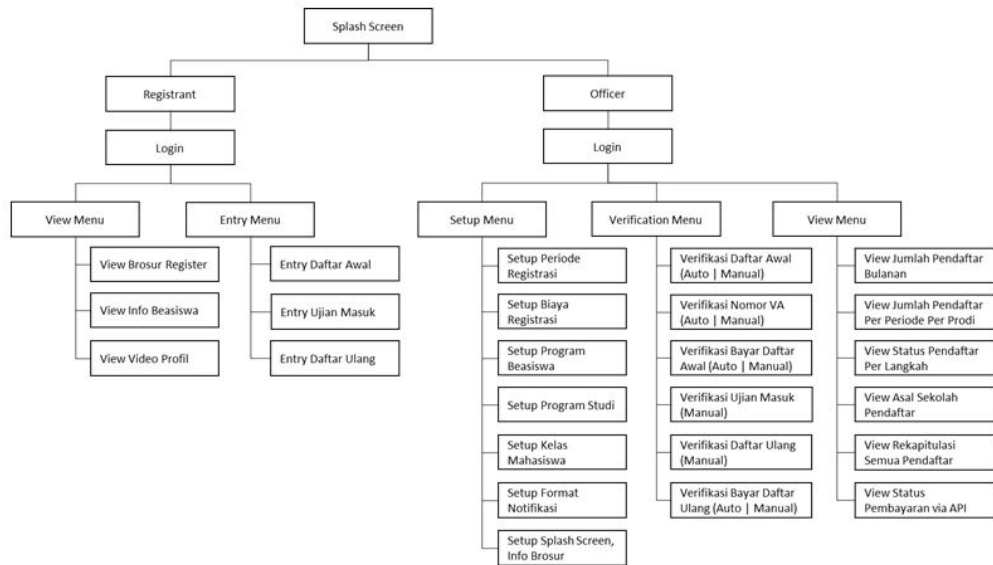 Splash Screen
Registrant
Officer
Login
Login
View Menu
Entry Menu
Setup Menu
Verification Menu
View Menu
View Brosur Register
View Info Beasiswa
View Video Profil
Entry Daftar Awal
Entry Ujian Masuk
Entry Daftar Ulang
Setup Periode
Registrasi
Setup Biaya
Registrasi
Setup Program
Beasiswa
Setup Program Studi
Setup Kelas
Mahasiswa
Setup Format
Notifikasi
Setup Splash Screen,
Info Brosur
Verifikasi Daftar Awal
(Auto | Manual)
Verifikasi Nomor VA
(Auto | Manual)
Verifikasi Bayar Daftar
Awal (Auto | Manual)
Verifikasi Ujian Masuk
(Manual)
Verifikasi Daftar Ulang
(Manual)
Verifikasi Bayar Daftar
Ulang (Auto | Manual)
View Jumlah Pendaftar
Bulanan
View Jumlah Pendaftar
Per Periode Per Prodi
View Status Pendaftar
Per Langkah
View Asal Sekolah
Pendaftar
View Rekapitulasi
Semua Pendaftar
View Status
Pembayaran via API